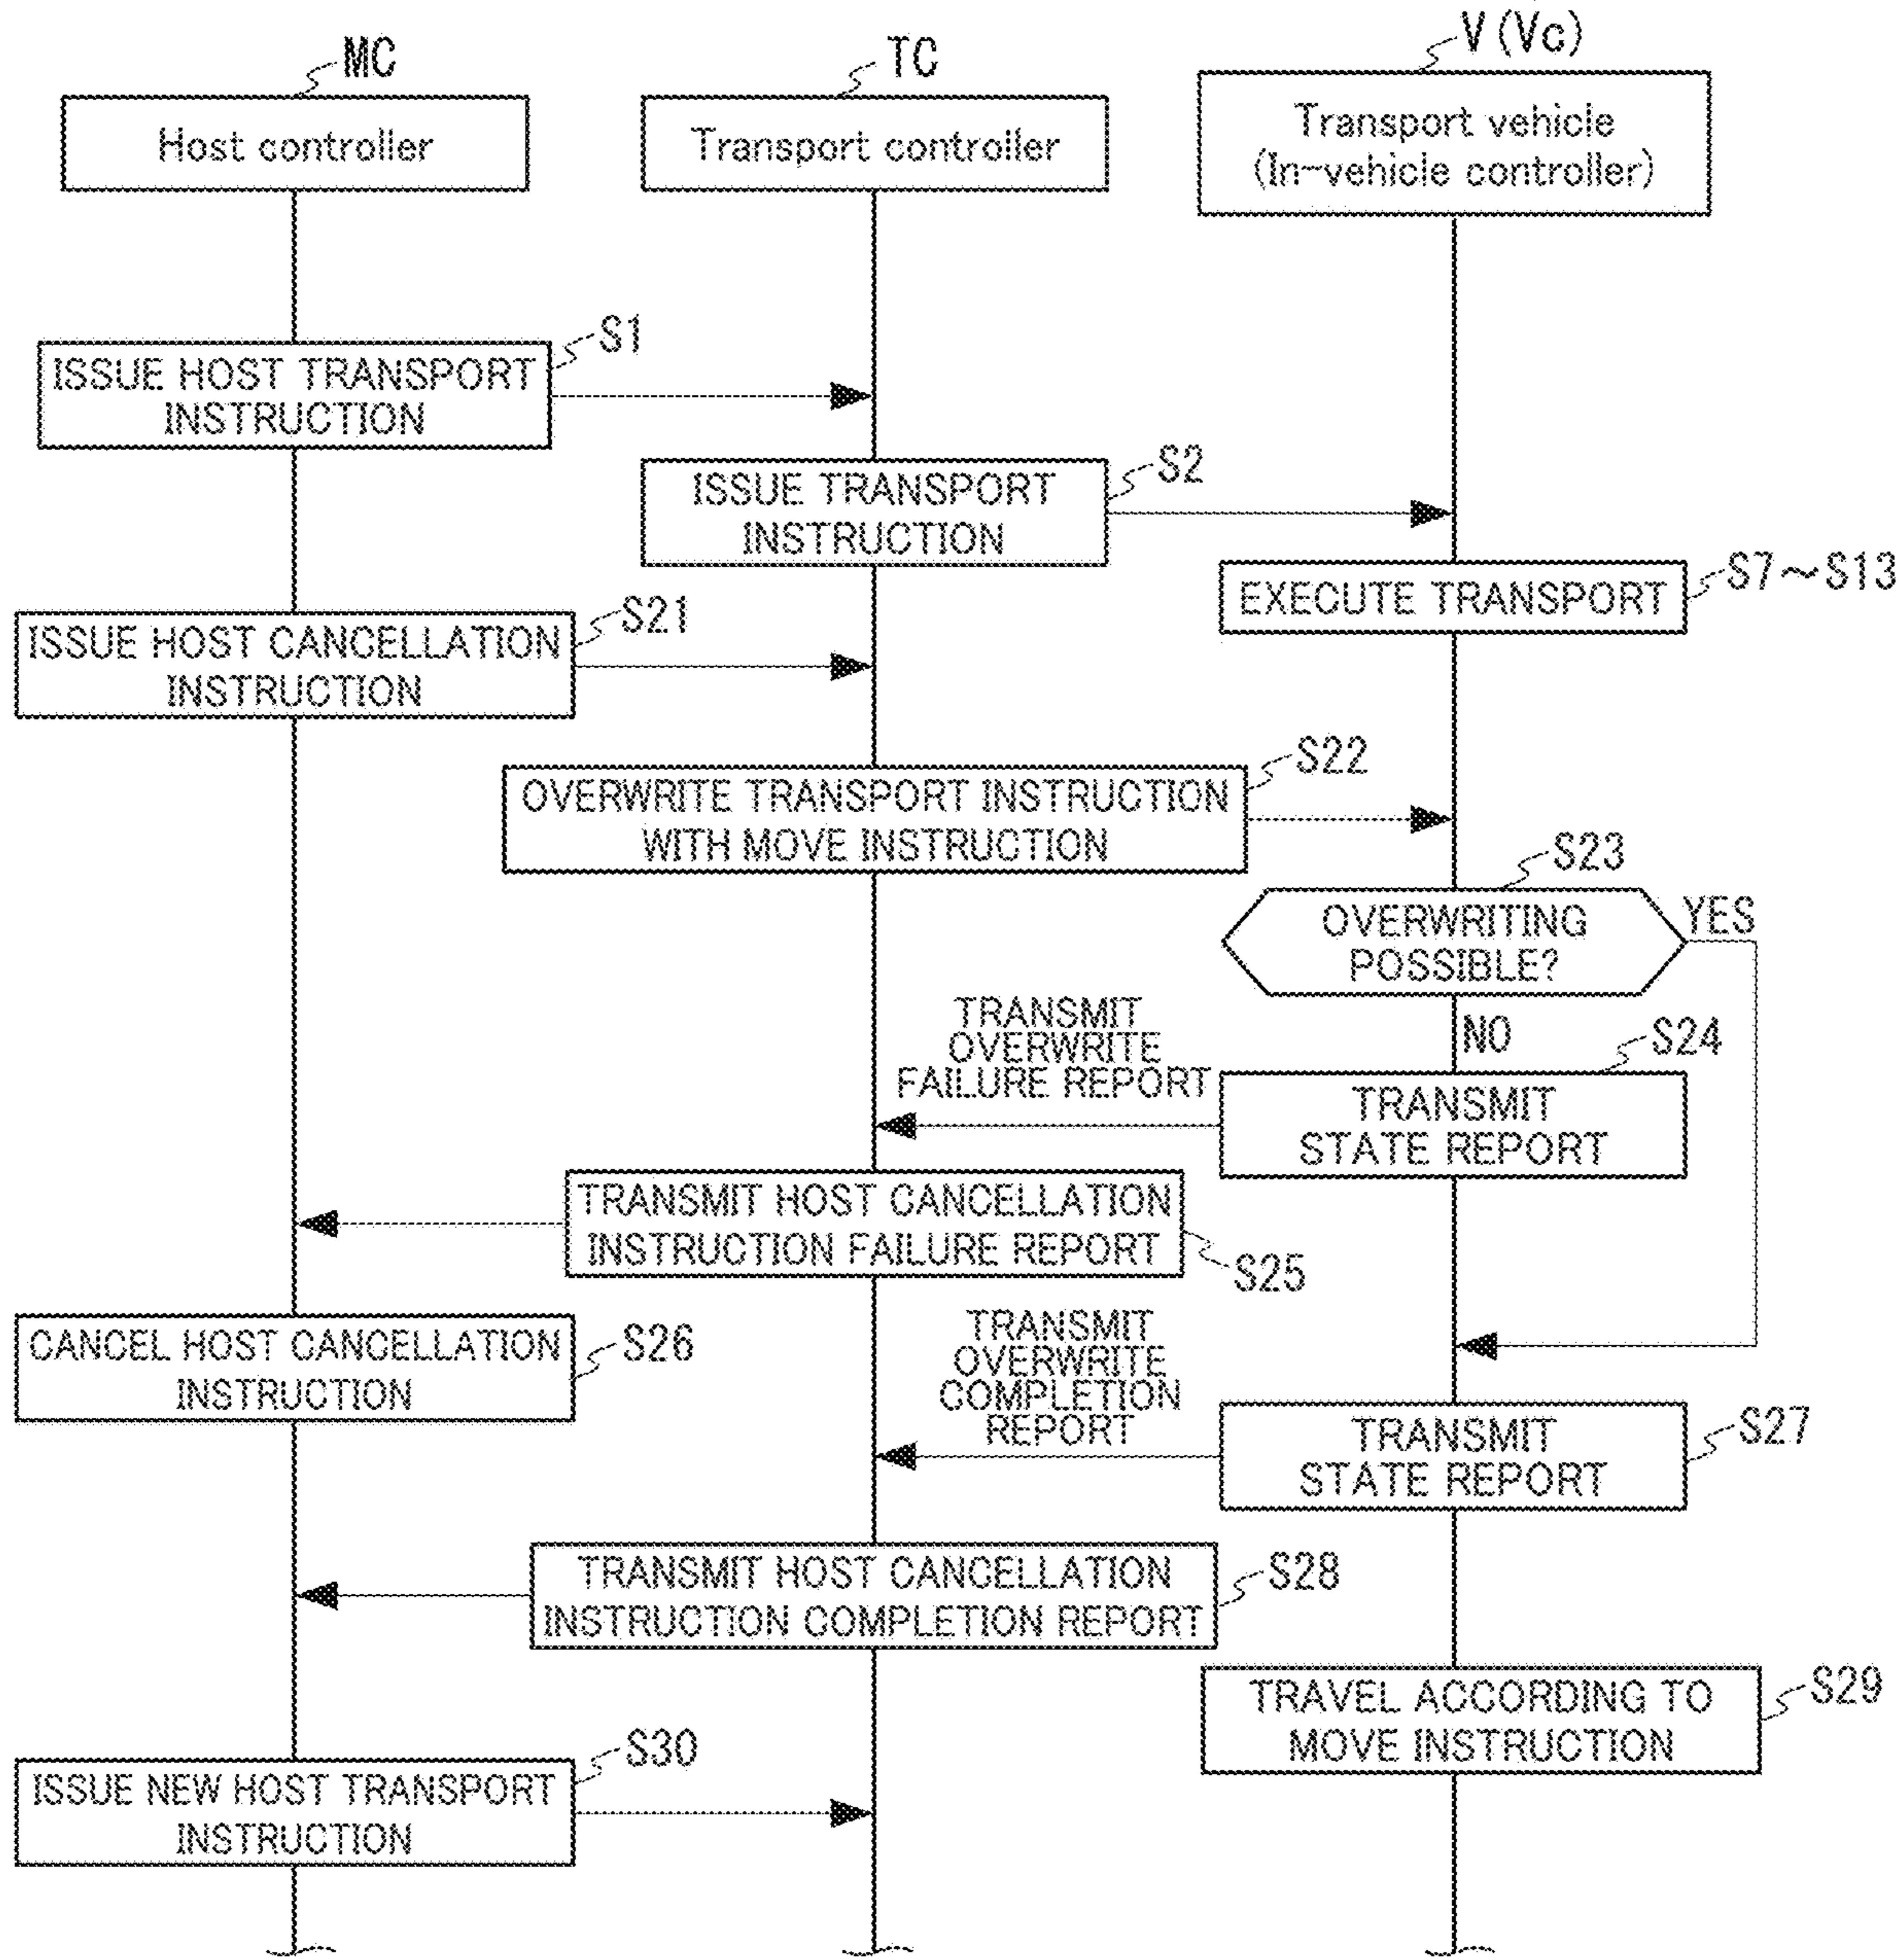 MC
TC
V(Vc)
Host controller
Transport controller
Transport vehicle
(In-vehicle controller)
S1
ISSUE HOST TRANSPORT
INSTRUCTION
S2
ISSUE TRANSPORT
INSTRUCTION
S7~S13
EXECUTE TRANSPORT
S21
ISSUE HOST CANCELLATION
INSTRUCTION
S22
OVERWRITE TRANSPORT INSTRUCTION
WITH MOVE INSTRUCTION
S23
OVERWRITING
POSSIBLE?
YES
NO
TRANSMIT
OVERWRITE
FAILURE REPORT
S24
TRANSMIT
STATE REPORT
TRANSMIT HOST CANCELLATION
INSTRUCTION FAILURE REPORT
S25
CANCEL HOST CANCELLATION
INSTRUCTION
S26
TRANSMIT
OVERWRITE
COMPLETION
REPORT
S27
TRANSMIT
STATE REPORT
TRANSMIT HOST CANCELLATION
INSTRUCTION COMPLETION REPORT
S28
TRAVEL ACCORDING TO
MOVE INSTRUCTION
S29
S30
ISSUE NEW HOST TRANSPORT
INSTRUCTION